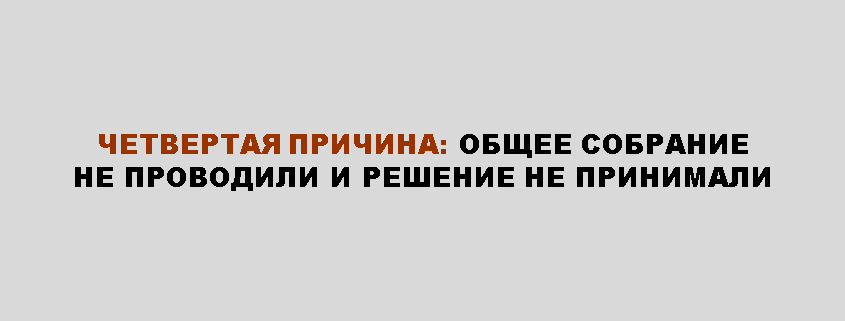 ЧЕТВЕРТАЯ ПРИЧИНА: ОБЩЕЕ СОБРАНИЕ
НЕ ПРОВОДИЛИ И РЕШЕНИЕ НЕ ПРИНИМАЛИ